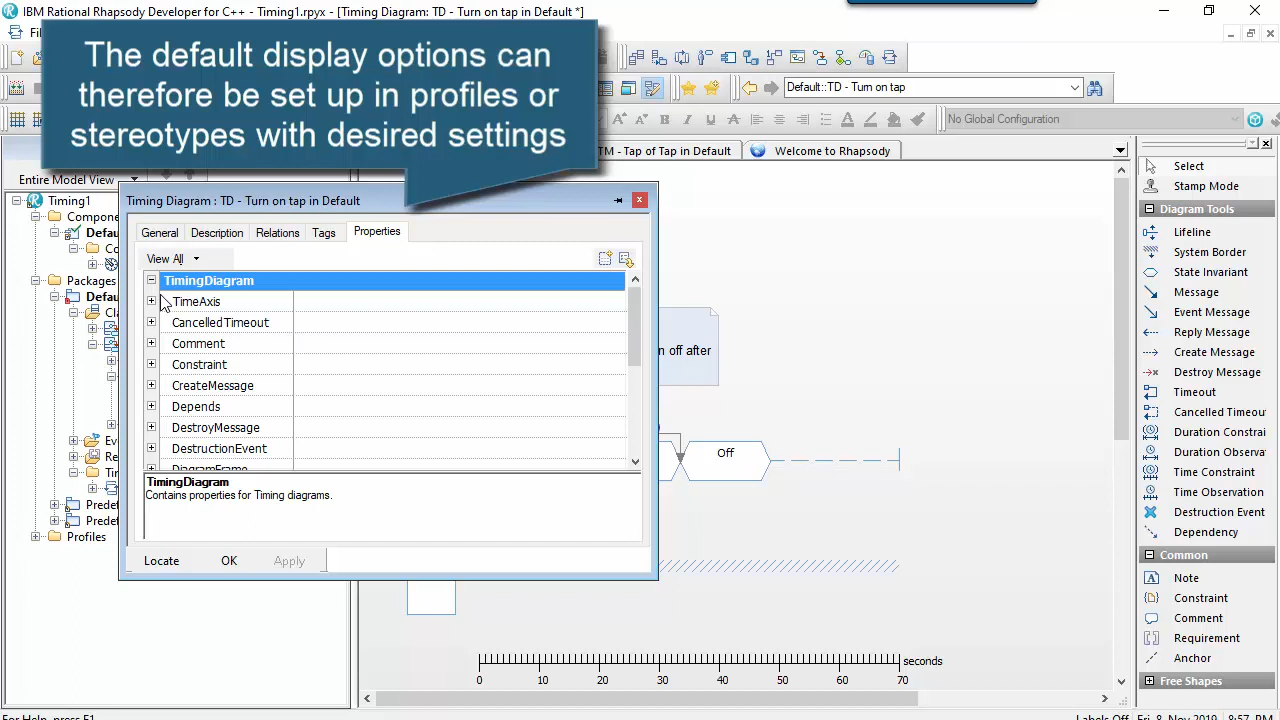 IBM Rational Rhapsody Developer for C++ - Timing1.rpyx - [Timing Diagram: TD - Turn on tap in Default *]
The default display options can
therefore be set up in profiles or
stereotypes with desired settings
Default::TD - Turn on tap
B I U A
No Global Configuration
TM - Tap of Tap in Default
Welcome to Rhapsody
Entire Model View
Timing1
Packages
Profiles
Timing Diagram : TD - Turn on tap in Default
General
Description
Relations
Tags
Properties
View All
TimingDiagram
TimeAxis
CancelledTimeout
Comment
Constraint
CreateMessage
Depends
DestroyMessage
DestructionEvent
DiagramFrame
TimingDiagram
Contains properties for Timing diagrams.
Locate
OK
Apply
off after
Off
seconds
0 10 20 30 40 50 60 70
Select
Stamp Mode
Diagram Tools
Lifeline
System Border
State Invariant
Message
Event Message
Reply Message
Create Message
Destroy Message
Timeout
Cancelled Timeou
Duration Constrai
Duration Observa
Time Constraint
Time Observation
Destruction Event
Dependency
Common
Note
Constraint
Comment
Requirement
Anchor
Free Shapes
For Help, press F1
Labels Off Fri, 8, Nov 2019 8:57 PM